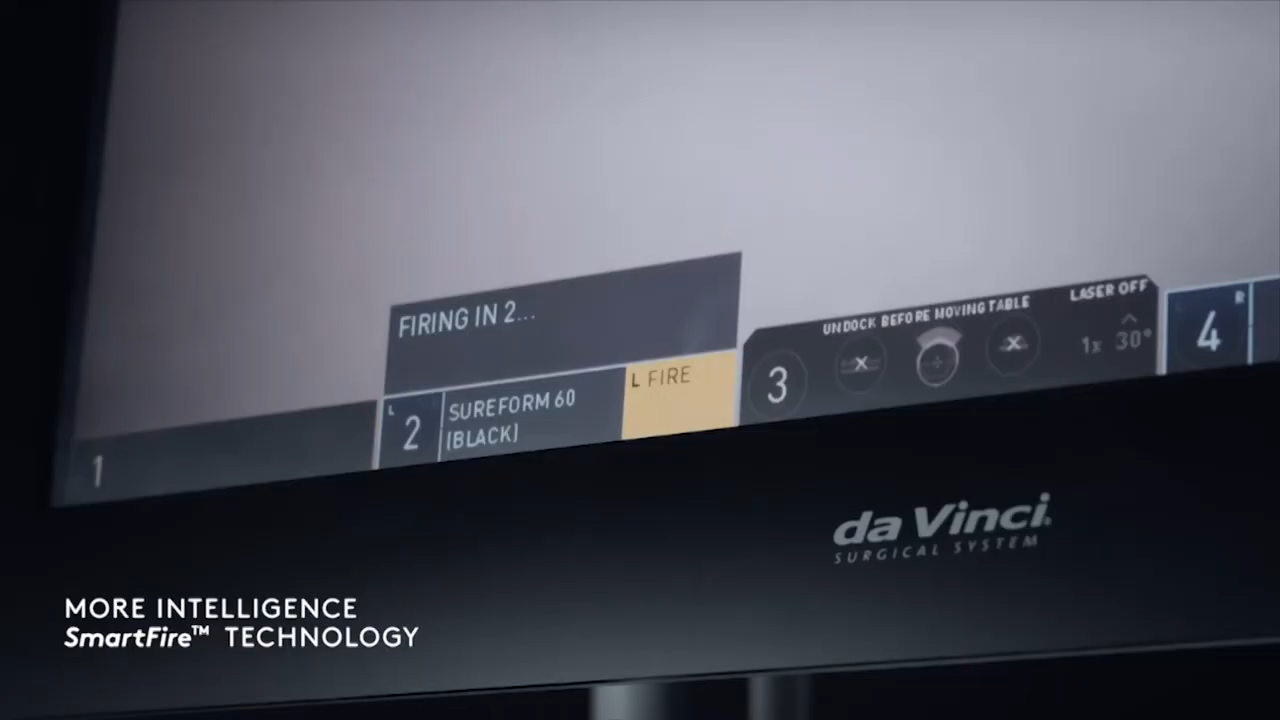 FIRING IN 2...
L FIRE
L
2
SUREFORM 60
(BLACK)
1
UNDOCK BEFORE MOVING TABLE
LASER OFF
3
1x 30°
R
4
da Vinci
SURGICAL SYSTEM
MORE INTELLIGENCE
SmartFire™ TECHNOLOGY